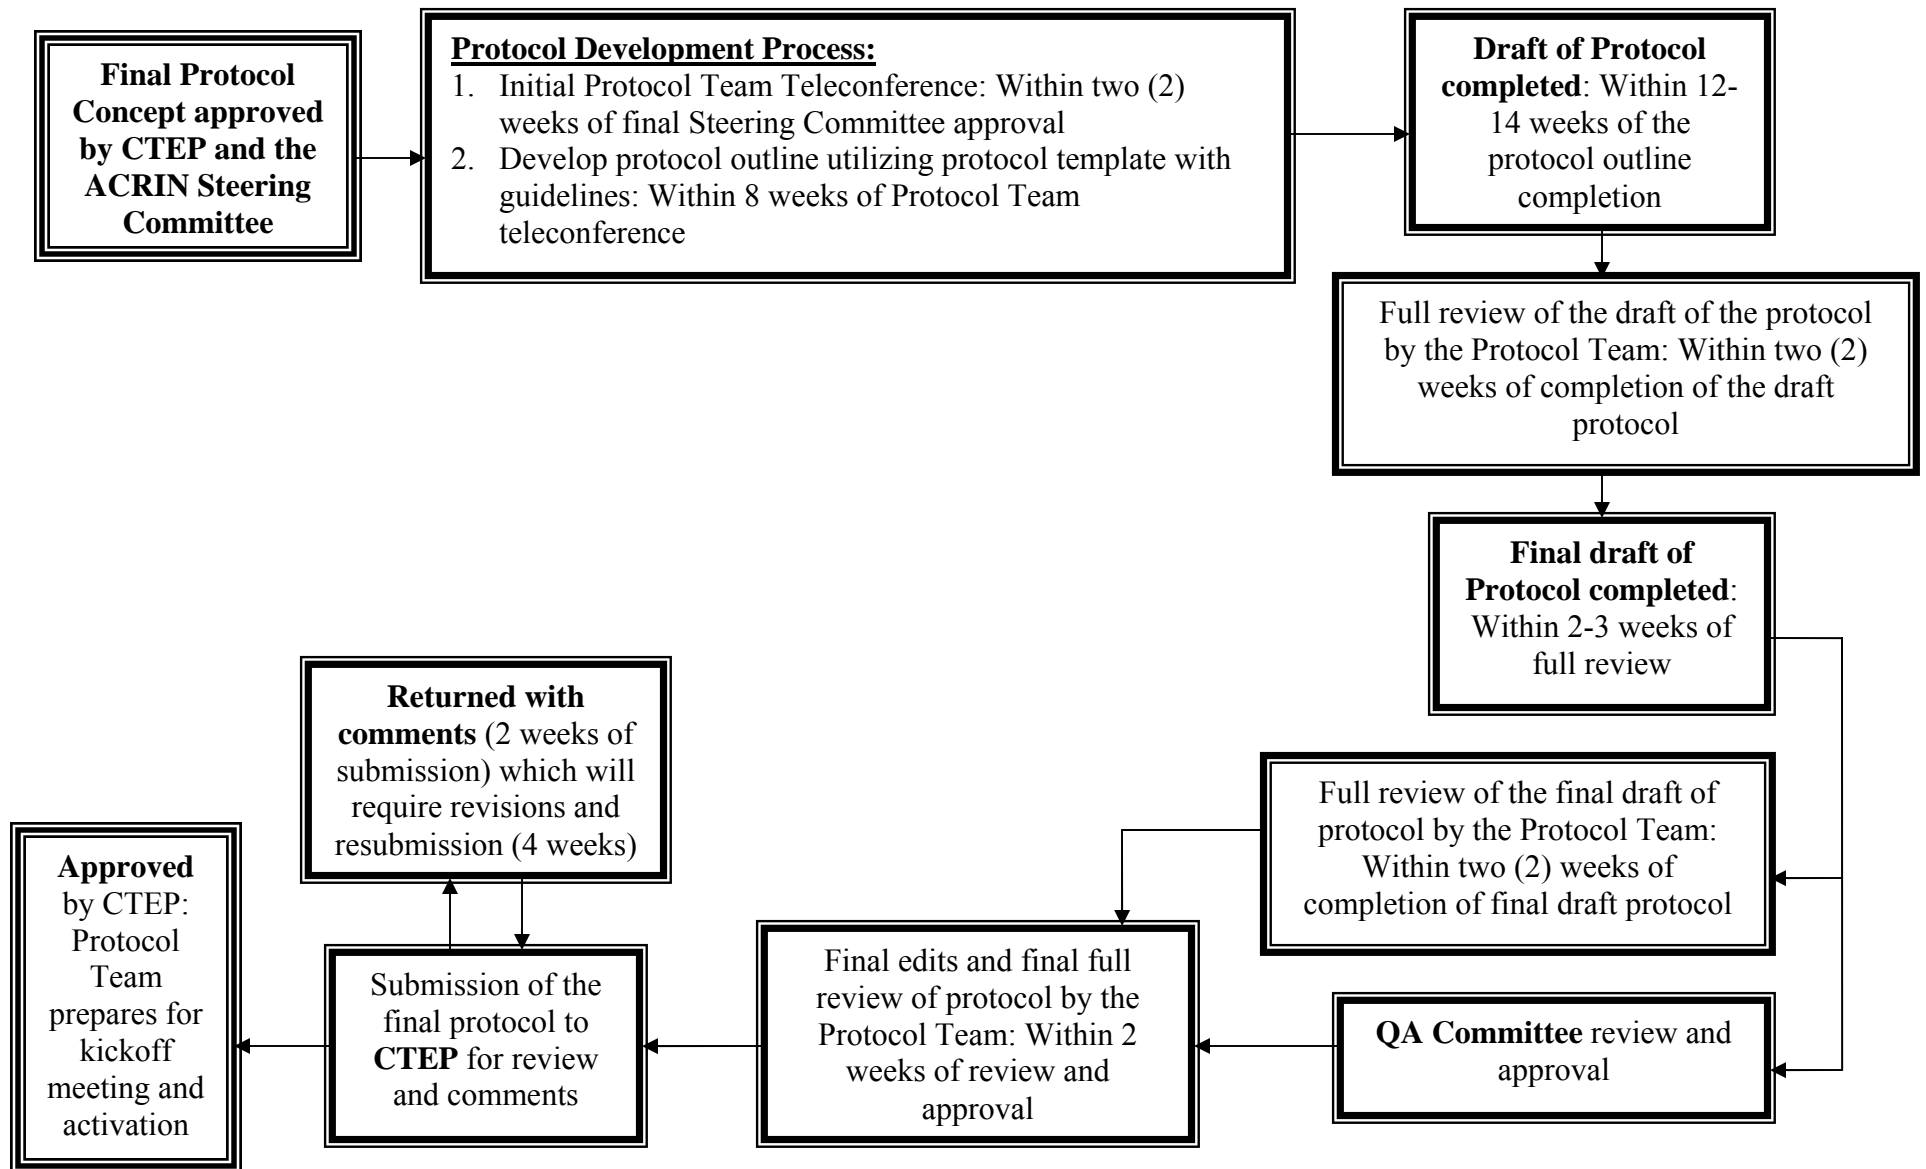 Final Protocol
Concept approved
by CTEP and the
ACRIN Steering
Committee
Protocol Development Process:
1. Initial Protocol Team Teleconference: Within two (2)
weeks of final Steering Committee approval
2. Develop protocol outline utilizing protocol template with
guidelines: Within 8 weeks of Protocol Team
teleconference
Draft of Protocol
completed: Within 12-
14 weeks of the
protocol outline
completion
Full review of the draft of the protocol
by the Protocol Team: Within two (2)
weeks of completion of the draft
protocol
Final draft of
Protocol completed:
Within 2-3 weeks of
full review
Full review of the final draft of
protocol by the Protocol Team:
Within two (2) weeks of
completion of final draft protocol
QA Committee review and
approval
Final edits and final full
review of protocol by the
Protocol Team: Within 2
weeks of review and
approval
Submission of the
final protocol to
CTEP for review
and comments
Returned with
comments (2 weeks of
submission) which will
require revisions and
resubmission (4 weeks)
Approved
by CTEP:
Protocol
Team
prepares for
kickoff
meeting and
activation